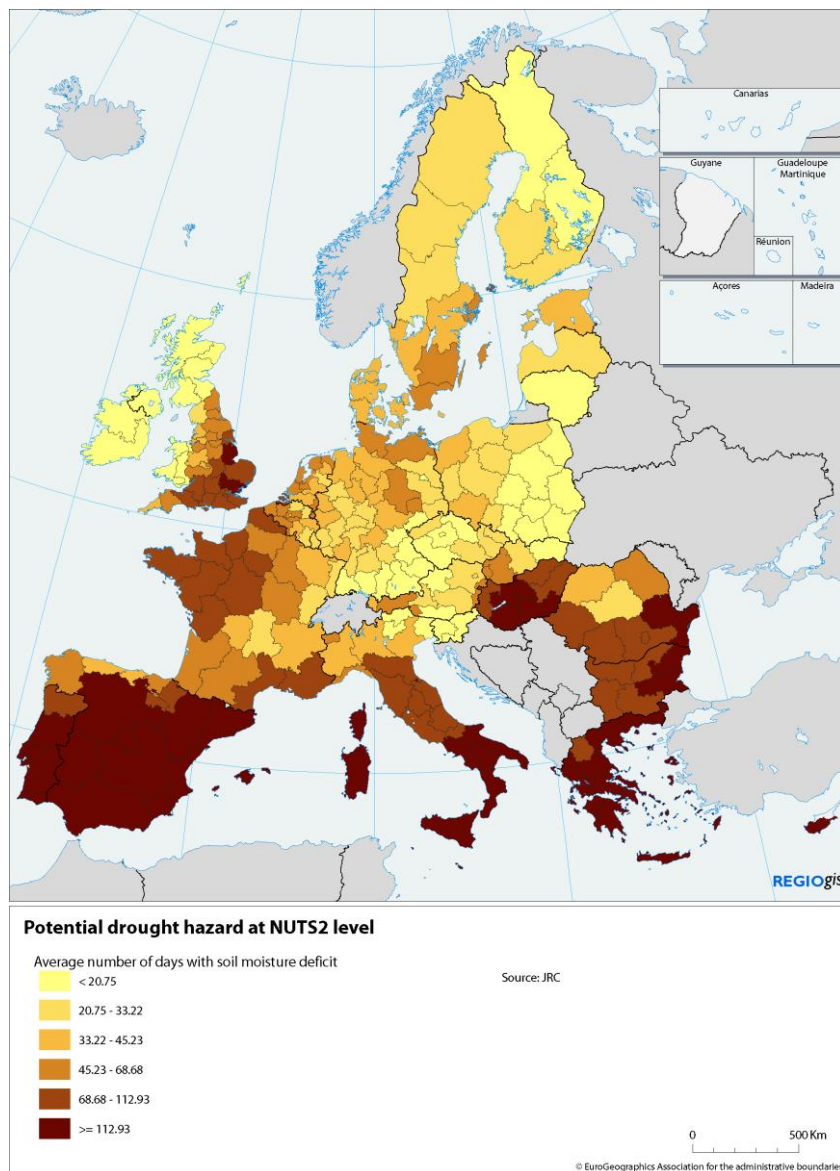 Canarias
Guyane
Guadeloupe
Martinique
Réunion
Açores
Madeira
REGIOgis
Potential drought hazard at NUTS2 level
Average number of days with soil moisture deficit
Source: JRC
< 20.75
20.75 - 33.22
33.22 - 45.23
45.23 - 68.68
68.68 - 112.93
>= 112.93
0 500 Km
© EuroGeographics Association for the administrative boundaries